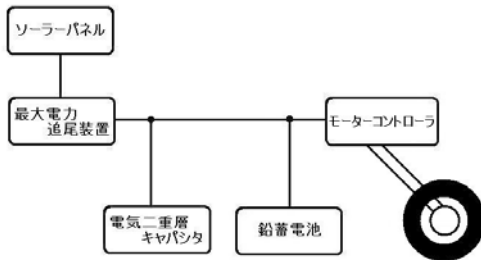 ソーラーパネル
最大電力
追尾装置
モーターコントローラ
電気二重層
キャパシタ
鉛蓄電池